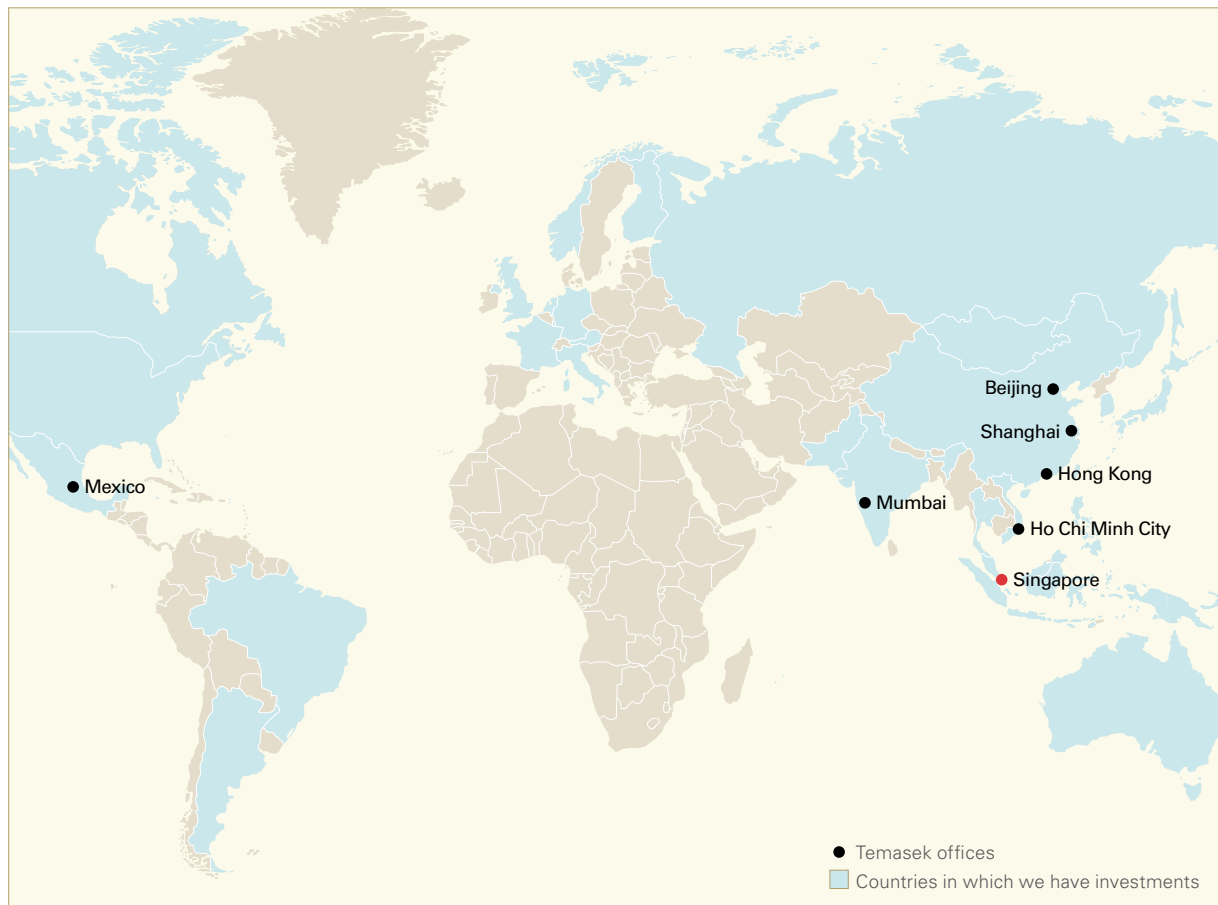 Beijing
Shanghai
Hong Kong
Mexico
Mumbai
Ho Chi Minh City
Singapore
Temasek offices
Countries in which we have investments